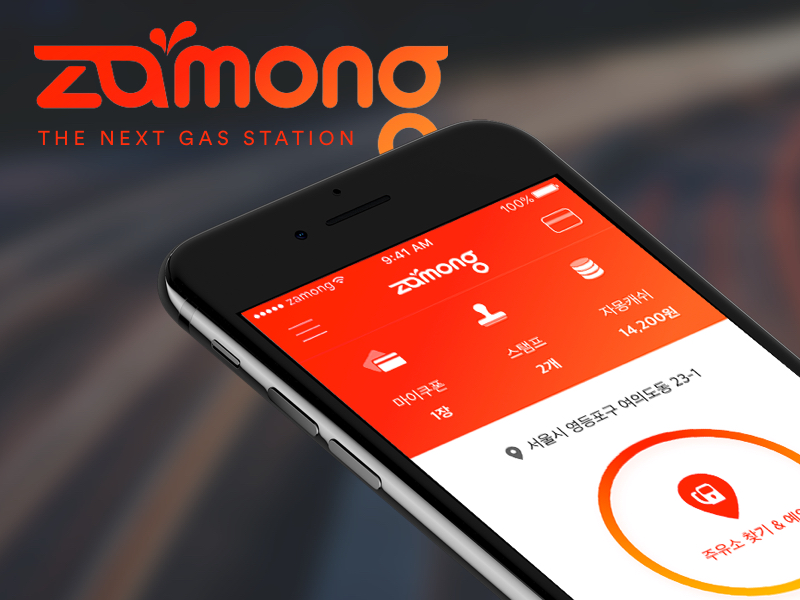 zamong
THE NEXT GAS STATION
zamong
9:41 AM
100%
zamong
마이쿠폰
1장
스탬프
2개
자몽캐쉬
14,200원
서울시 영등포구 여의도동 23-1
주유소 찾기 &